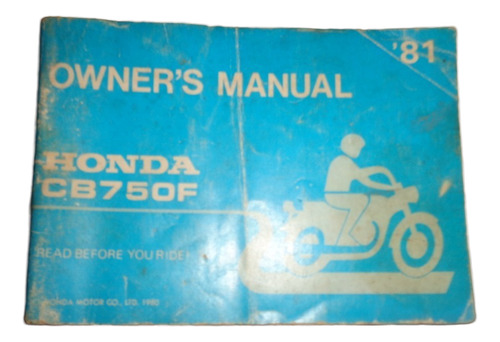 '81
OWNER'S MANUAL
HONDA
CB750F
READ BEFORE YOU RIDE!
HONDA MOTOR CO., LTD. 1980